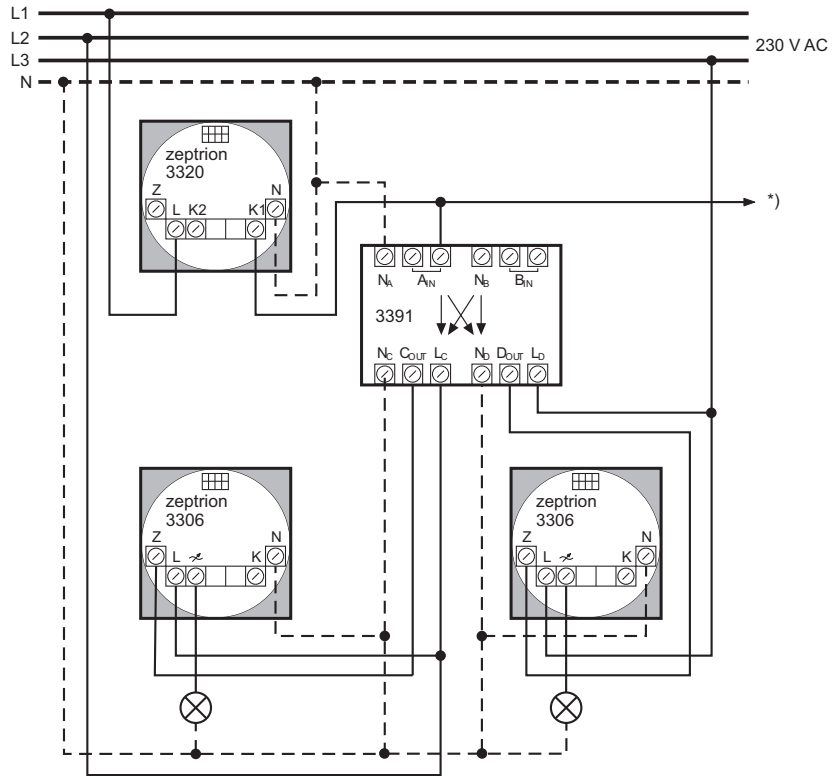 L1
L2
L3
N
230 V AC
zeptrion
3320
Z
L K2
K1
N
*)
NA
AIN
NB
BIN
3391
NC
COUT
LC
ND
DOUT
LD
zeptrion
3306
Z
L
K
N
zeptrion
3306
Z
L
K
N